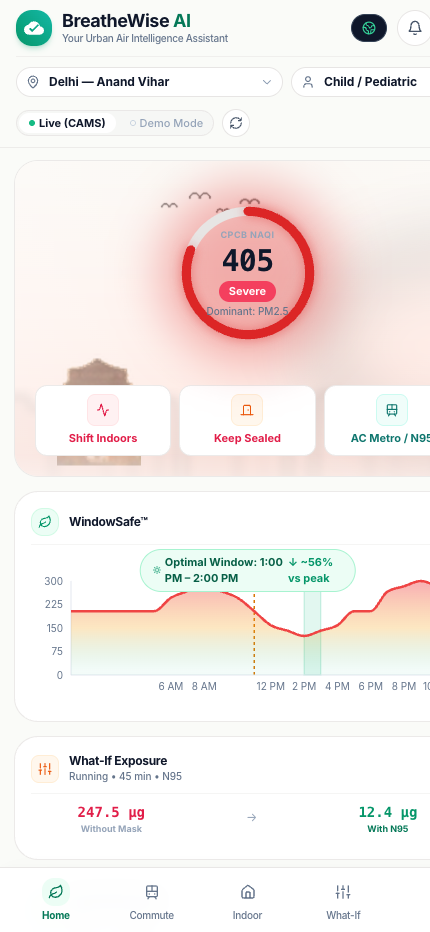 BreatheWise AI
Your Urban Air Intelligence Assistant
Delhi — Anand Vihar
Child / Pediatric
Live (CAMS)
Demo Mode
CPCB NAQI
405
Severe
Dominant: PM2.5
Shift Indoors
Keep Sealed
AC Metro / N95
WindowSafe™
Optimal Window: 1:00 PM – 2:00 PM
↓ ~56% vs peak
300
225
150
75
0
6 AM 8 AM 12 PM 2 PM 4 PM 6 PM 8 PM 10
What-If Exposure
Running • 45 min • N95
247.5 µg
Without Mask
→
12.4 µg
With N95
Home
Commute
Indoor
What-If